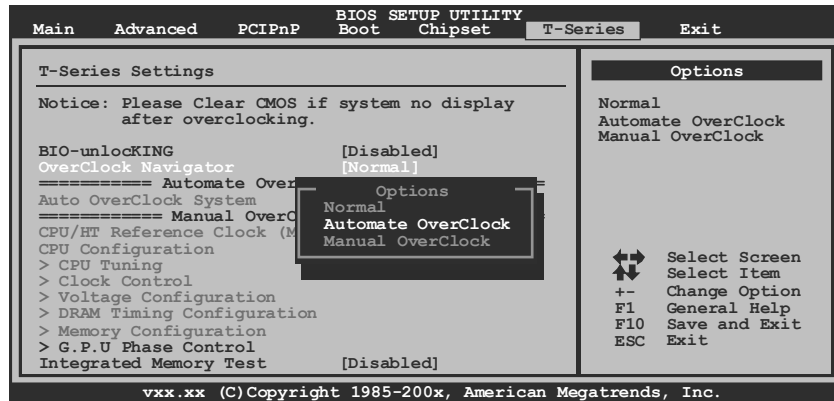 BIOS SETUP UTILITY
Main Advanced PCIPnP Boot Chipset T-Series Exit
T-Series Settings
Notice: Please Clear CMOS if system no display
after overclocking.
BIO-unlocKING [Disabled]
OverClock Navigator [Normal]
=========== Automate Over =
Auto OverClock System
============ Manual OverC =
CPU/HT Reference Clock (M
CPU Configuration
> CPU Tuning
> Clock Control
> Voltage Configuration
> DRAM Timing Configuration
> Memory Configuration
> G.P.U Phase Control
Integrated Memory Test [Disabled]
Options
Normal
Automate OverClock
Manual OverClock
Options
Normal
Automate OverClock
Manual OverClock
Select Screen
Select Item
+- Change Option
F1 General Help
F10 Save and Exit
ESC Exit
vxx.xx (C)Copyright 1985-200x, American Megatrends, Inc.